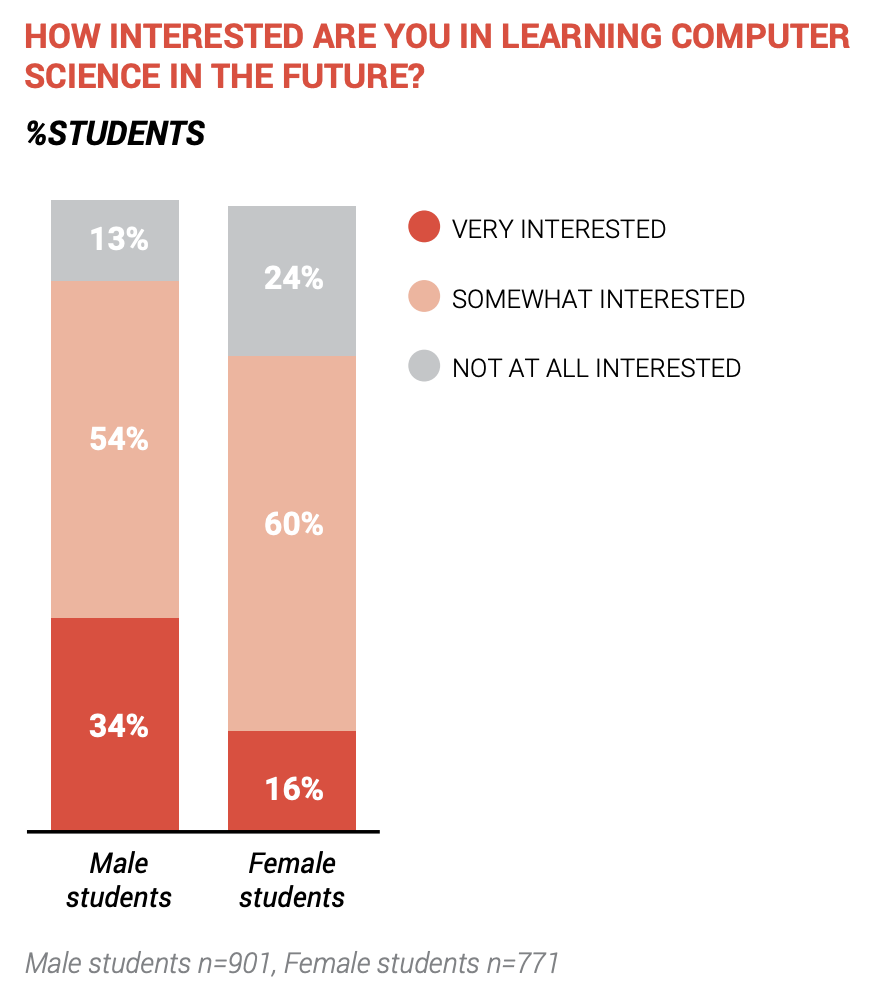 HOW INTERESTED ARE YOU IN LEARNING COMPUTER
SCIENCE IN THE FUTURE?
%STUDENTS
13%
54%
34%
24%
60%
16%
VERY INTERESTED
SOMEWHAT INTERESTED
NOT AT ALL INTERESTED
Male
students
Female
students
Male students n=901, Female students n=771